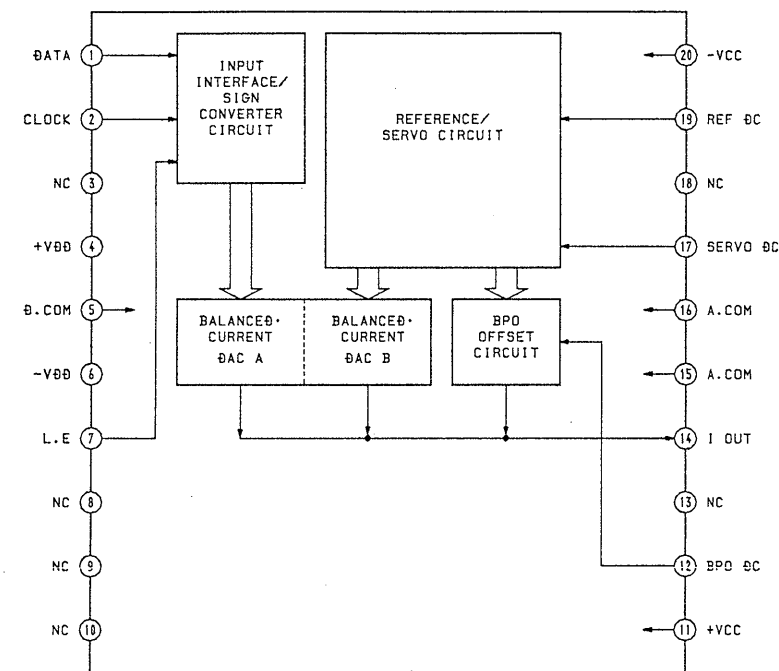 DATA 1
CLOCK 2
NC 3
+VDD 4
D.COM 5
-VDD 6
L.E 7
NC 8
NC 9
NC 10
INPUT
INTERFACE/
SIGN
CONVERTER
CIRCUIT
REFERENCE/
SERVO CIRCUIT
BALANCED·
CURRENT
DAC A
BALANCED·
CURRENT
DAC B
BPO
OFFSET
CIRCUIT
20 -VCC
19 REF DC
18 NC
17 SERVO DC
16 A.COM
15 A.COM
14 I OUT
13 NC
12 BPO DC
11 +VCC